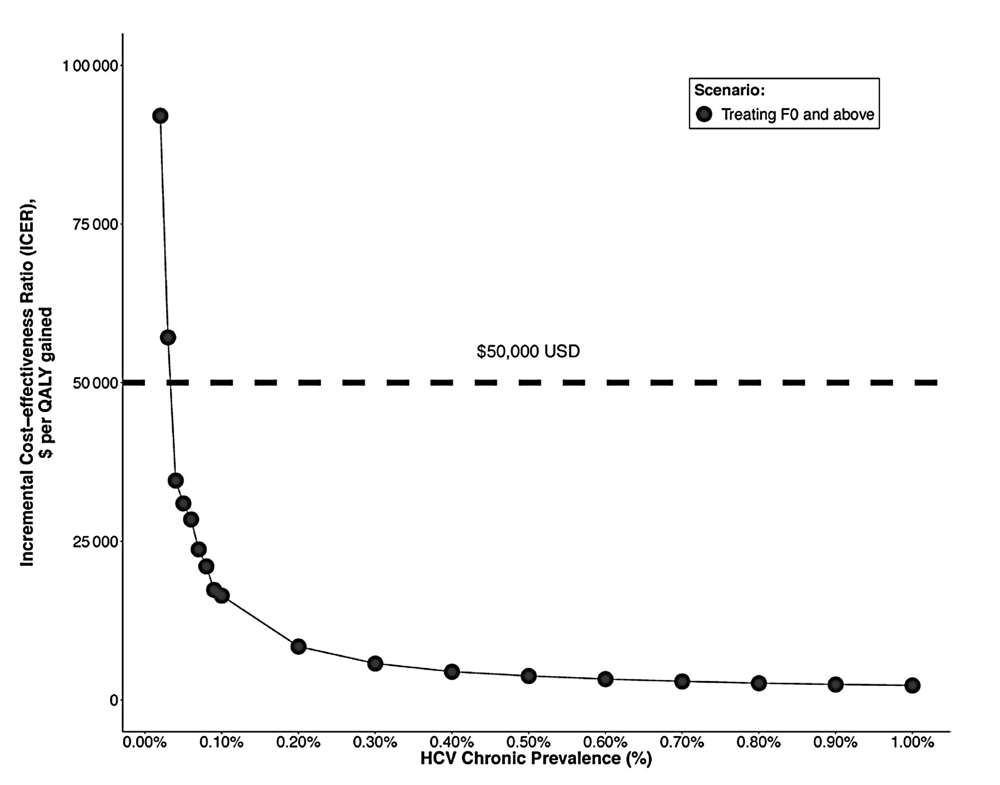 100 000
75 000
50 000
25 000
0
Incremental Cost−effectiveness Ratio (ICER),
$ per QALY gained
Scenario:
Treating F0 and above
$50,000 USD
0.00% 0.10% 0.20% 0.30% 0.40% 0.50% 0.60% 0.70% 0.80% 0.90% 1.00%
HCV Chronic Prevalence (%)